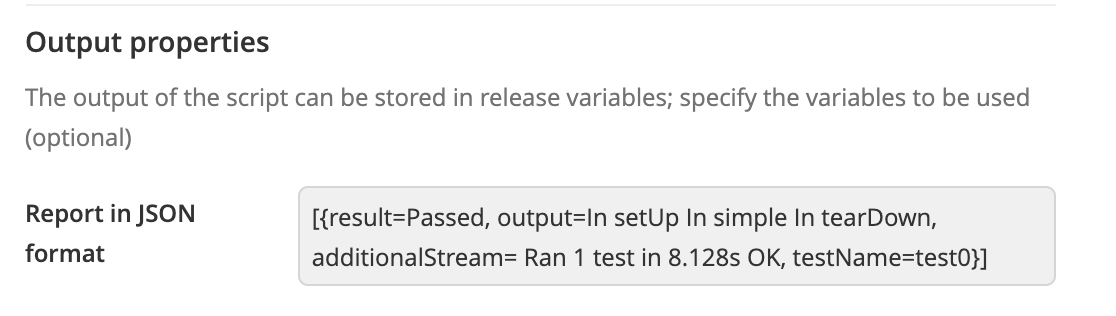 Output properties
The output of the script can be stored in release variables; specify the variables to be used
(optional)
Report in JSON
format
[{result=Passed, output=In setUp In simple In tearDown,
additionalStream= Ran 1 test in 8.128s OK, testName=test0}]